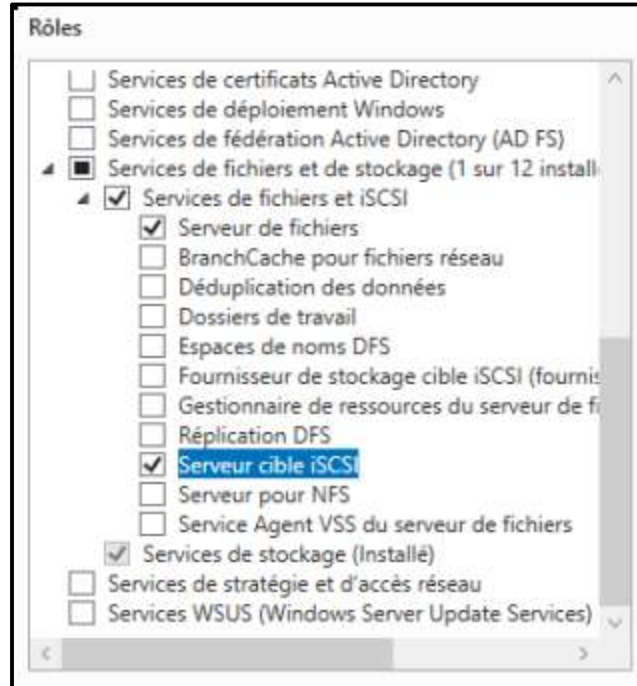 Rôles
Services de certificats Active Directory
Services de déploiement Windows
Services de fédération Active Directory (AD FS)
Services de fichiers et de stockage (1 sur 12 install
Services de fichiers et iSCSI
Serveur de fichiers
BranchCache pour fichiers réseau
Déduplication des données
Dossiers de travail
Espaces de noms DFS
Fournisseur de stockage cible iSCSI (fournis
Gestionnaire de ressources du serveur de fi
Réplication DFS
Serveur cible iSCSI
Serveur pour NFS
Service Agent VSS du serveur de fichiers
Services de stockage (Installé)
Services de stratégie et d'accès réseau
Services WSUS (Windows Server Update Services)